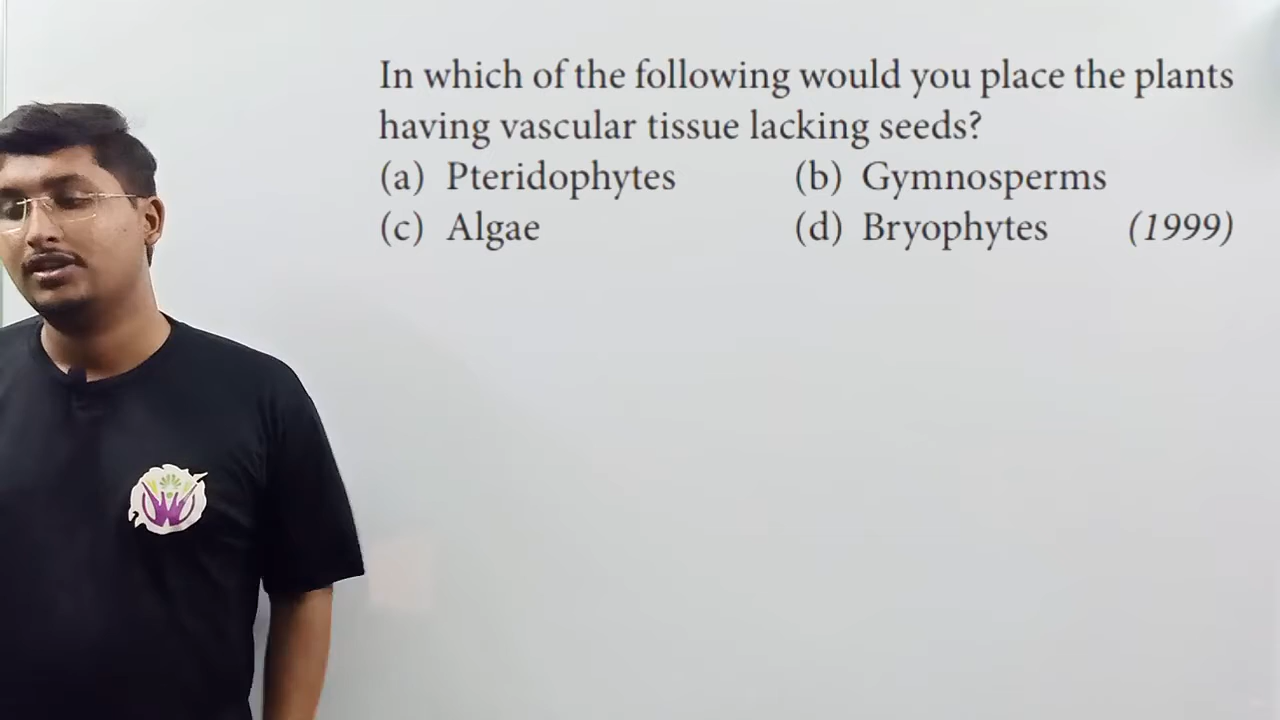 In which of the following would you place the plants
having vascular tissue lacking seeds?
(a) Pteridophytes (b) Gymnosperms
(c) Algae (d) Bryophytes (1999)